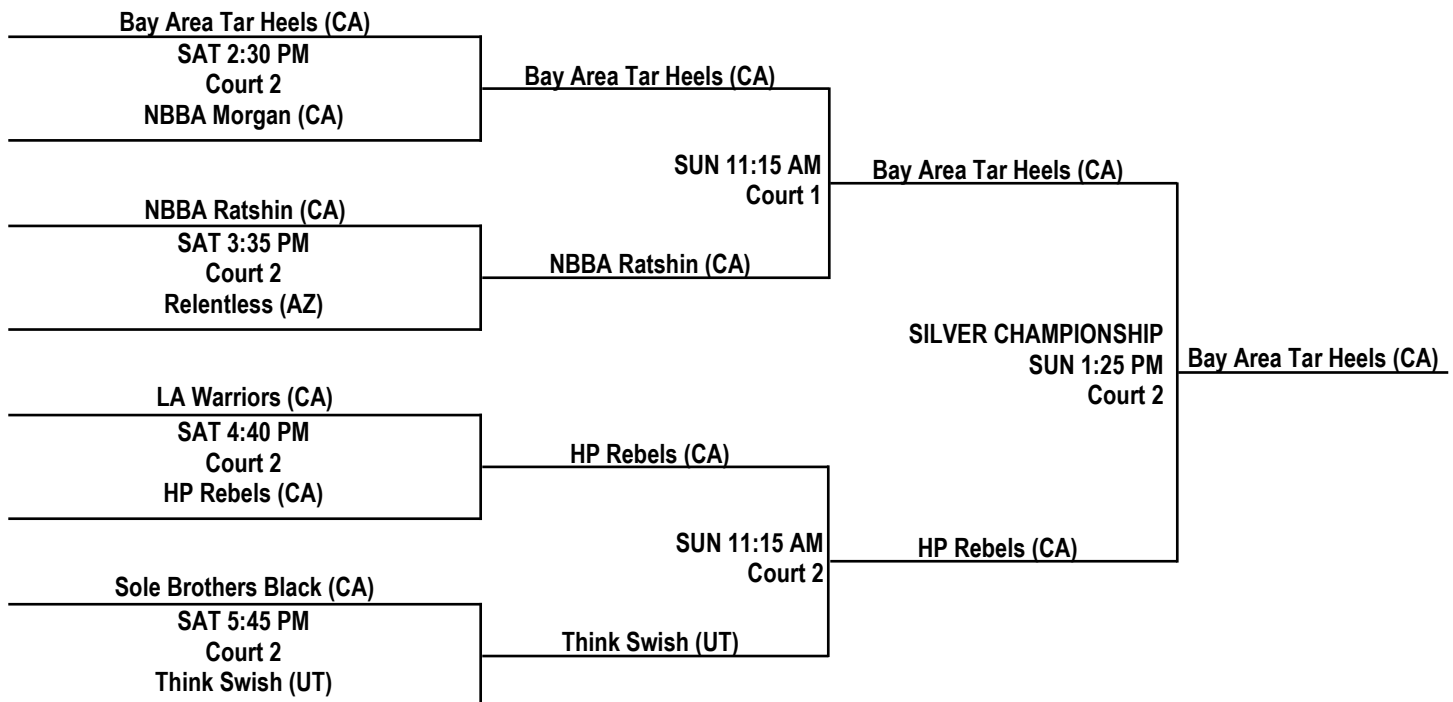 Bay Area Tar Heels (CA)
SAT 2:30 PM
Court 2
NBBA Morgan (CA)
NBBA Ratshin (CA)
SAT 3:35 PM
Court 2
Relentless (AZ)
LA Warriors (CA)
SAT 4:40 PM
Court 2
HP Rebels (CA)
Sole Brothers Black (CA)
SAT 5:45 PM
Court 2
Think Swish (UT)
Bay Area Tar Heels (CA)
SUN 11:15 AM
Court 1
NBBA Ratshin (CA)
HP Rebels (CA)
SUN 11:15 AM
Court 2
Think Swish (UT)
Bay Area Tar Heels (CA)
SILVER CHAMPIONSHIP
SUN 1:25 PM
Court 2
HP Rebels (CA)
Bay Area Tar Heels (CA)